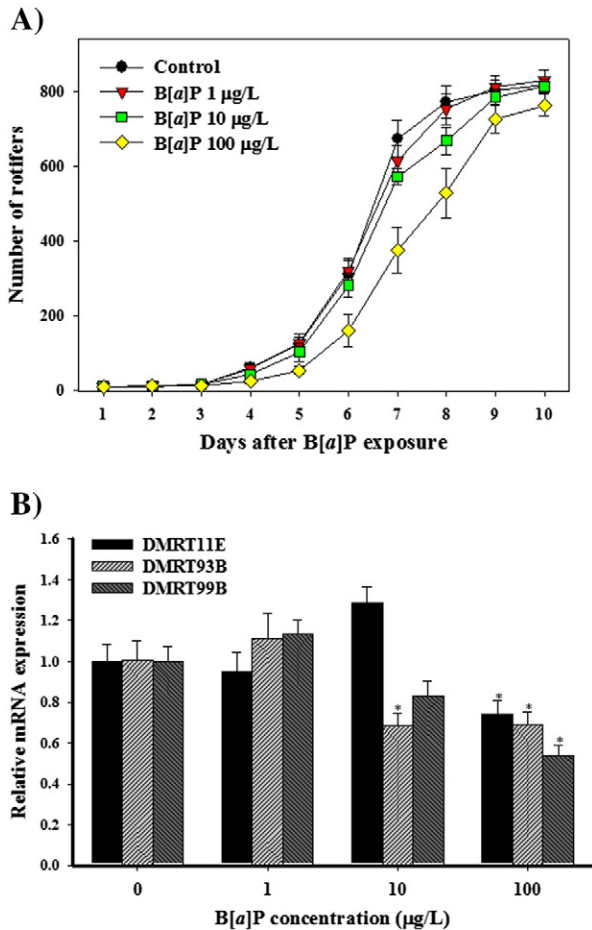 A)
Number of rotifers
800
600
400
200
0
Control
B[a]P 1 µg/L
B[a]P 10 µg/L
B[a]P 100 µg/L
1 2 3 4 5 6 7 8 9 10
Days after B[a]P exposure
B)
Relative mRNA expression
1.6
1.4
1.2
1.0
0.8
0.6
0.4
0.2
0.0
DMRT11E
DMRT93B
DMRT99B
*
* *
*
0 1 10 100
B[a]P concentration (µg/L)